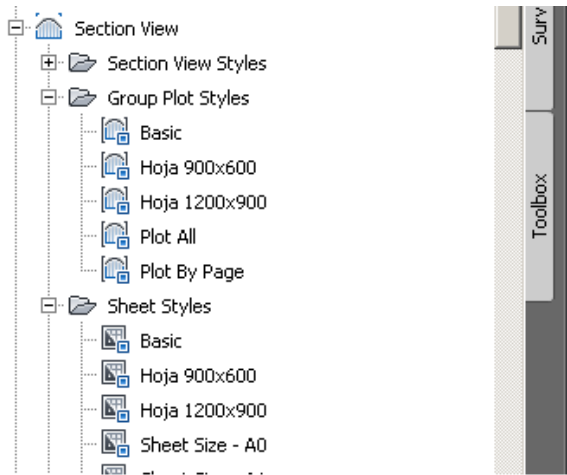 Section View
Section View Styles
Group Plot Styles
Basic
Hoja 900x600
Hoja 1200x900
Plot All
Plot By Page
Sheet Styles
Basic
Hoja 900x600
Hoja 1200x900
Sheet Size - A0
Surv
Toolbox